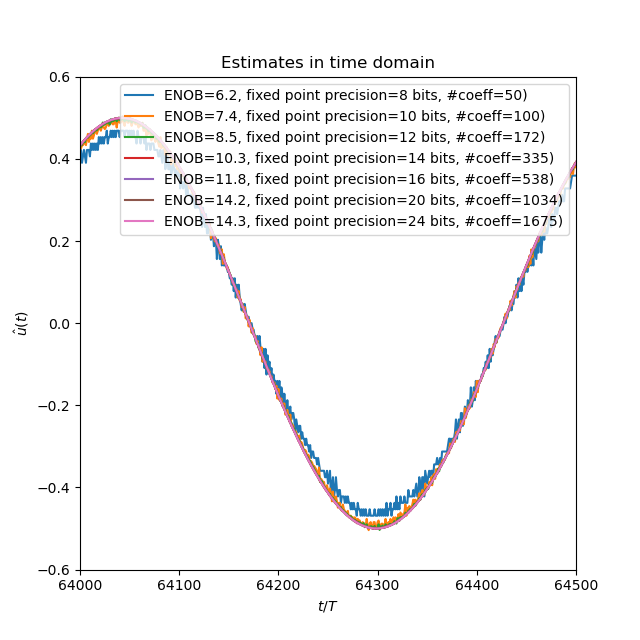 Estimates in time domain
ENOB=6.2, fixed point precision=8 bits, #coeff=50)
ENOB=7.4, fixed point precision=10 bits, #coeff=100)
ENOB=8.5, fixed point precision=12 bits, #coeff=172)
ENOB=10.3, fixed point precision=14 bits, #coeff=335)
ENOB=11.8, fixed point precision=16 bits, #coeff=538)
ENOB=14.2, fixed point precision=20 bits, #coeff=1034)
ENOB=14.3, fixed point precision=24 bits, #coeff=1675)
0.6
0.4
0.2
0.0
−0.2
−0.4
−0.6
û(t)
64000 64100 64200 64300 64400 64500
t/T